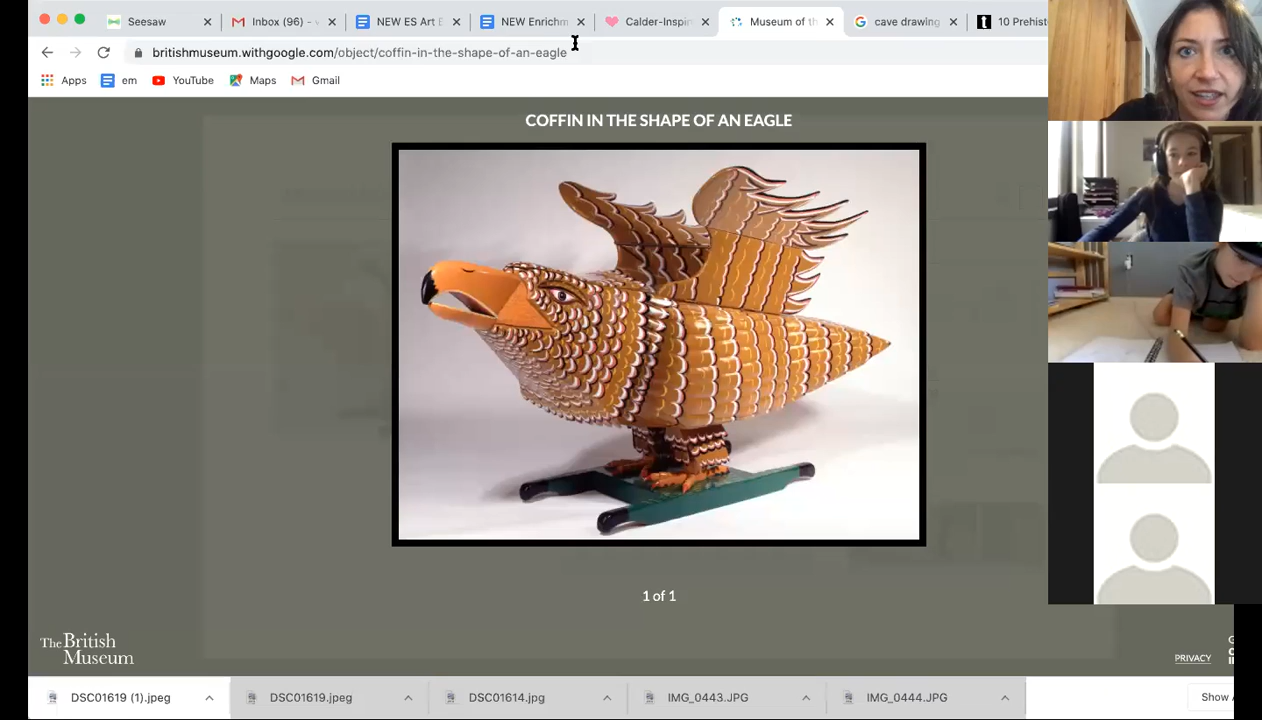 Seesaw
Inbox (96) -
NEW ES Art E
NEW Enrichm
Calder-Inspir
Museum of th
cave drawing
10 Prehist
britishmuseum.withgoogle.com/object/coffin-in-the-shape-of-an-eagle
Apps
em
YouTube
Maps
Gmail
COFFIN IN THE SHAPE OF AN EAGLE
1 of 1
The British
Museum
PRIVACY
DSC01619 (1).jpeg
DSC01619.jpeg
DSC01614.jpg
IMG_0443.JPG
IMG_0444.JPG
Show